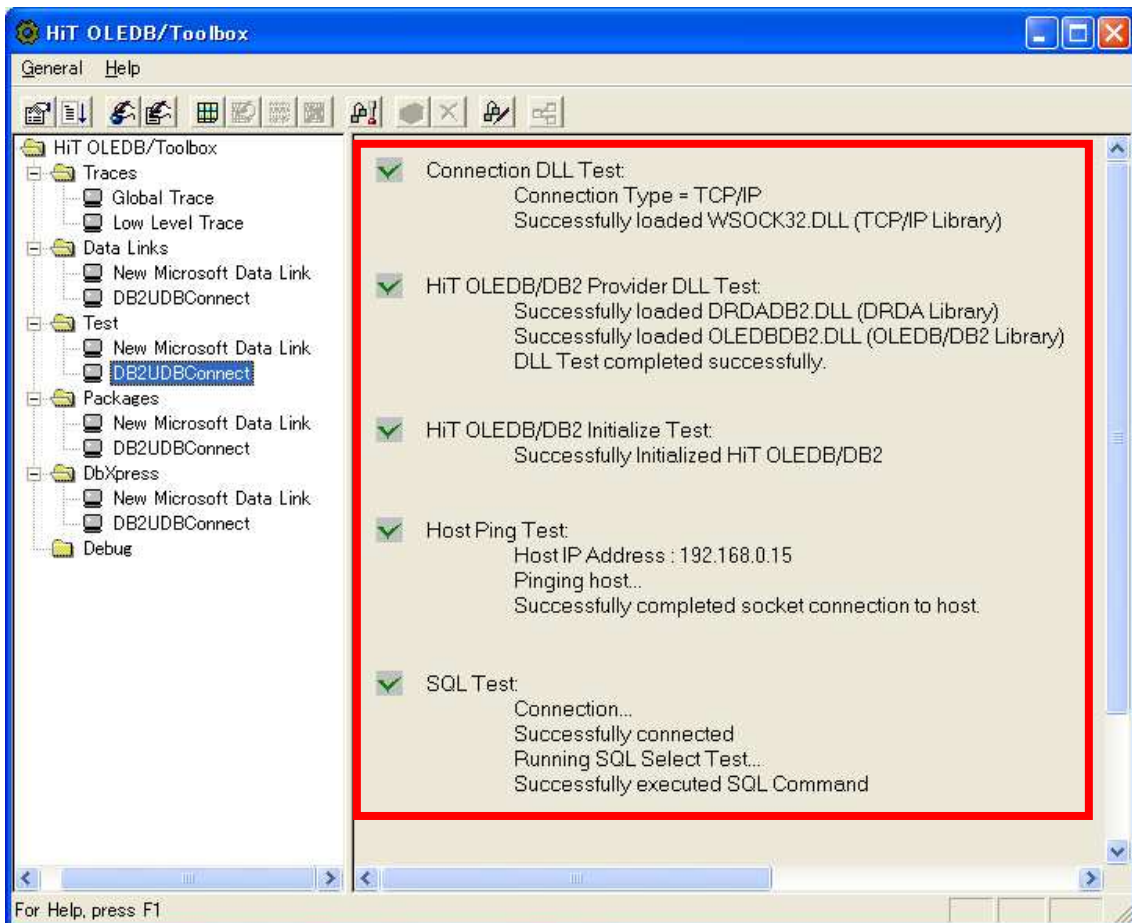 HiT OLEDB/Toolbox
General Help
HiT OLEDB/Toolbox
Traces
Global Trace
Low Level Trace
Data Links
New Microsoft Data Link
DB2UDBConnect
Test
New Microsoft Data Link
DB2UDBConnect
Packages
New Microsoft Data Link
DB2UDBConnect
DbXpress
New Microsoft Data Link
DB2UDBConnect
Debug
Connection DLL Test:
Connection Type = TCP/IP
Successfully loaded WSOCK32.DLL (TCP/IP Library)
HiT OLEDB/DB2 Provider DLL Test:
Successfully loaded DRDADB2.DLL (DRDA Library)
Successfully loaded OLEDBDB2.DLL (OLEDB/DB2 Library)
DLL Test completed successfully.
HiT OLEDB/DB2 Initialize Test:
Successfully Initialized HiT OLEDB/DB2
Host Ping Test:
Host IP Address : 192.168.0.15
Pinging host...
Successfully completed socket connection to host.
SQL Test:
Connection...
Successfully connected
Running SQL Select Test...
Successfully executed SQL Command
For Help, press F1